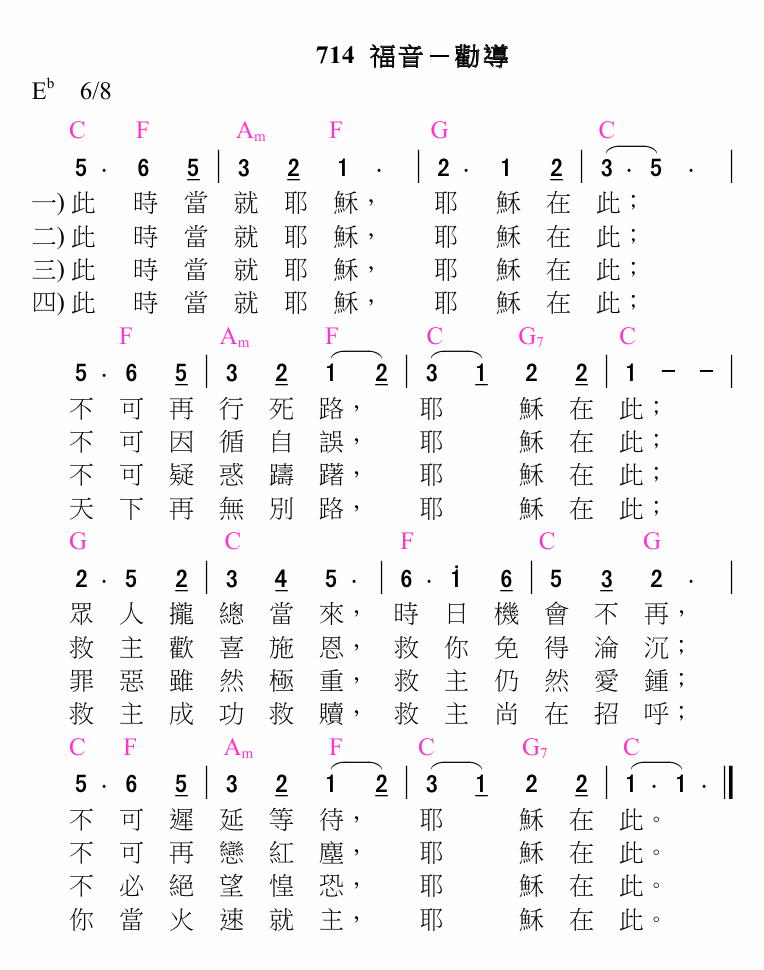 714 福音－勸導
E♭ 6/8
C F Am F G C
5 . 6 5 | 3 2 1 . | 2 . 1 2 | 3 . 5 . |
一) 此 時 當 就 耶 穌， 耶 穌 在 此；
二) 此 時 當 就 耶 穌， 耶 穌 在 此；
三) 此 時 當 就 耶 穌， 耶 穌 在 此；
四) 此 時 當 就 耶 穌， 耶 穌 在 此；
F Am F C G7 C
5 . 6 5 | 3 2 1 2 | 3 1 2 2 | 1 － － |
不 可 再 行 死 路， 耶 穌 在 此；
不 可 因 循 自 誤， 耶 穌 在 此；
不 可 疑 惑 躊 躇， 耶 穌 在 此；
天 下 再 無 別 路， 耶 穌 在 此；
G C F C G
2 . 5 2 | 3 4 5 . | 6 . i 6 | 5 3 2 . |
眾 人 攏 總 當 來， 時 日 機 會 不 再，
救 主 歡 喜 施 恩， 救 你 免 得 淪 沉；
罪 惡 雖 然 極 重， 救 主 仍 然 愛 鍾；
救 主 成 功 救 贖， 救 主 尚 在 招 呼；
C F Am F C G7 C
5 . 6 5 | 3 2 1 2 | 3 1 2 2 | 1 . 1 . ‖
不 可 遲 延 等 待， 耶 穌 在 此。
不 可 再 戀 紅 塵， 耶 穌 在 此。
不 必 絕 望 惶 恐， 耶 穌 在 此。
你 當 火 速 就 主， 耶 穌 在 此。